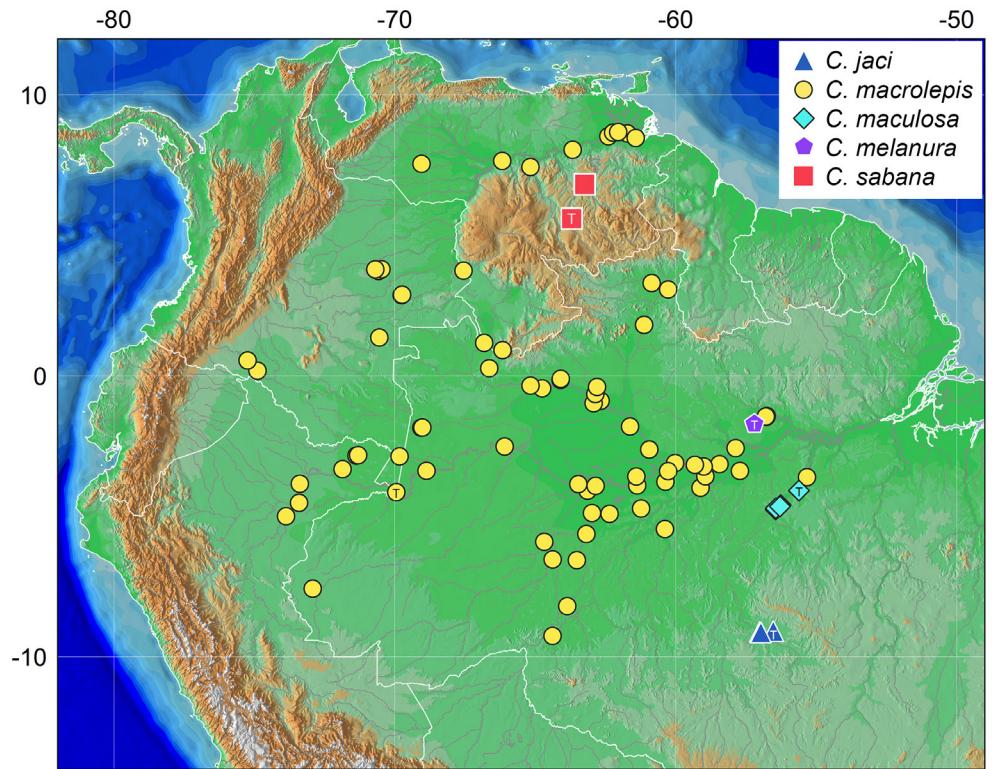 -80 -70 -60 -50
C. jaci
10 C. macrolepis
C. maculosa
C. melanura
C. sabana
T
0
T
T
T
T
-10